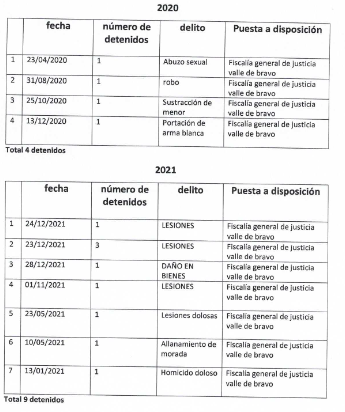 2020
fecha número de detenidos delito Puesta a disposición
1 23/04/2020 1 Abuzo sexual Fiscalía general de justicia valle de bravo
2 31/08/2020 1 robo Fiscalía general de justicia valle de bravo
3 25/10/2020 1 Sustracción de menor Fiscalía general de justicia valle de bravo
4 13/12/2020 1 Portación de arma blanca Fiscalía general de justicia valle de bravo
Total 4 detenidos
2021
fecha número de detenidos delito Puesta a disposición
1 24/12/2021 1 LESIONES Fiscalía general de justicia valle de bravo
2 23/12/2021 3 LESIONES Fiscalía general de justicia valle de bravo
3 28/12/2021 1 DAÑO EN BIENES Fiscalía general de justicia valle de bravo
4 01/11/2021 1 LESIONES Fiscalía general de justicia valle de bravo
5 23/05/2021 1 Lesiones dolosas Fiscalía general de justicia valle de bravo
6 10/05/2021 1 Allanamiento de morada Fiscalía general de justicia valle de bravo
7 13/01/2021 1 Homicido doloso Fiscalía general de justicia valle de bravo
Total 9 detenidos